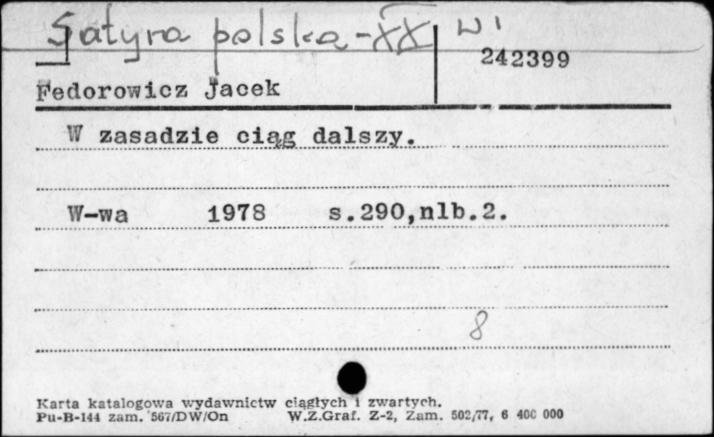 Satyra polska - XX w.
242399
Fedorowicz Jacek
W zasadzie ciąg dalszy.
W-wa 1978 s.290,nlb.2.
8
Karta katalogowa wydawnictw ciągłych i zwartych.
Pu-B-144 zam. 567/DW/On W.Z.Graf. Z-2, Zam. 502/77, 6 400 000